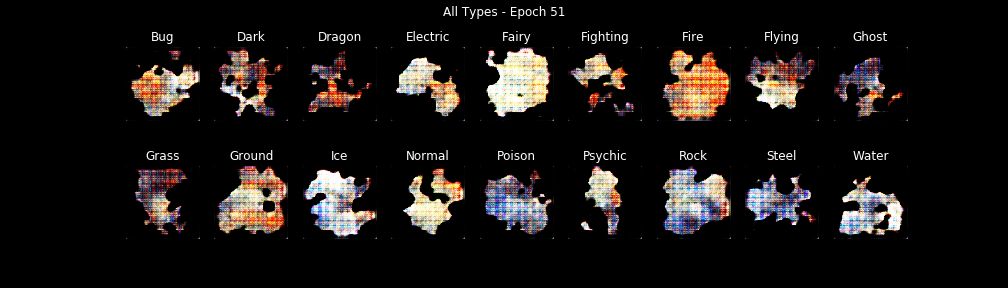 All Types - Epoch 51
Bug Dark Dragon Electric Fairy Fighting Fire Flying Ghost
Grass Ground Ice Normal Poison Psychic Rock Steel Water